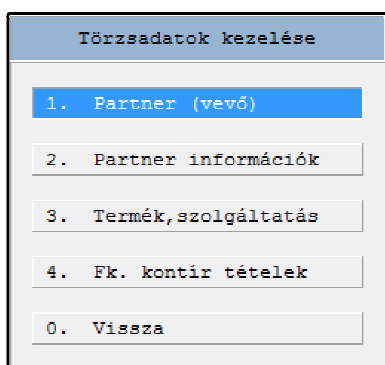 Törzsadatok kezelése
1. Partner (vevő)
2. Partner információk
3. Termék,szolgáltatás
4. Fk. kontír tételek
0. Vissza